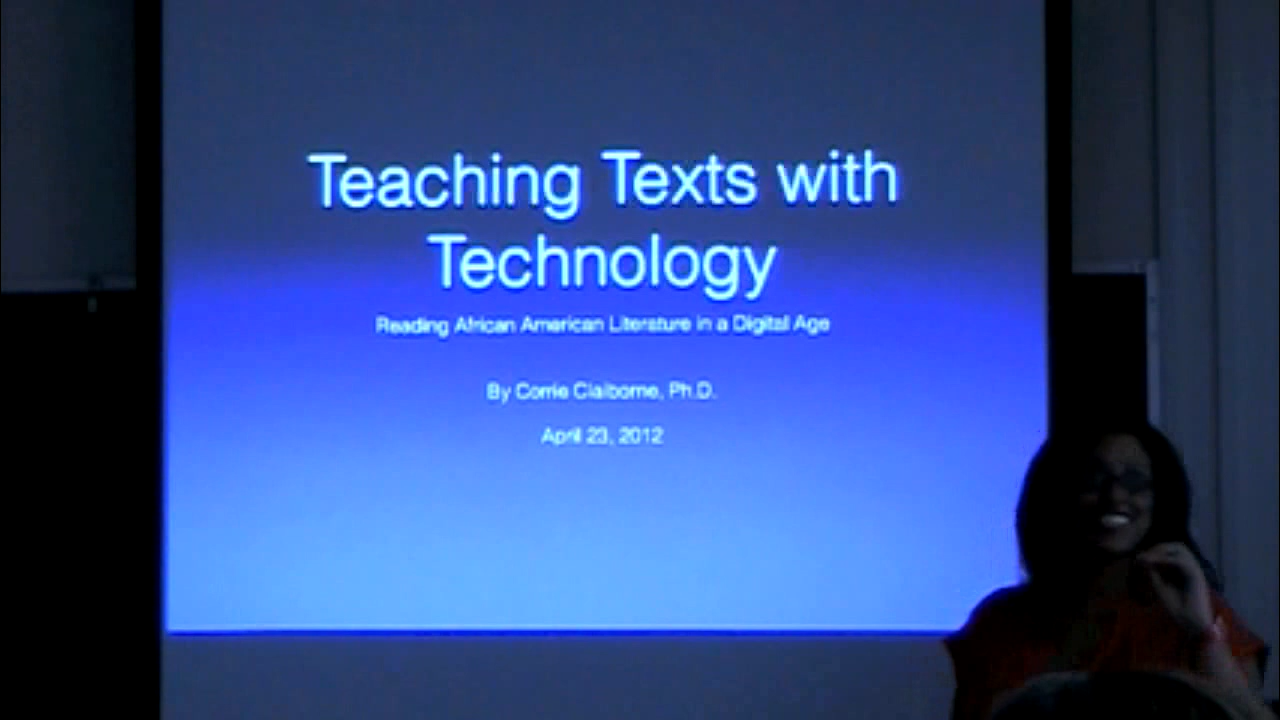 Teaching Texts with
Technology
Reading African American Literature in a Digital Age
By Corrie Claiborne, Ph.D.
April 23, 2012